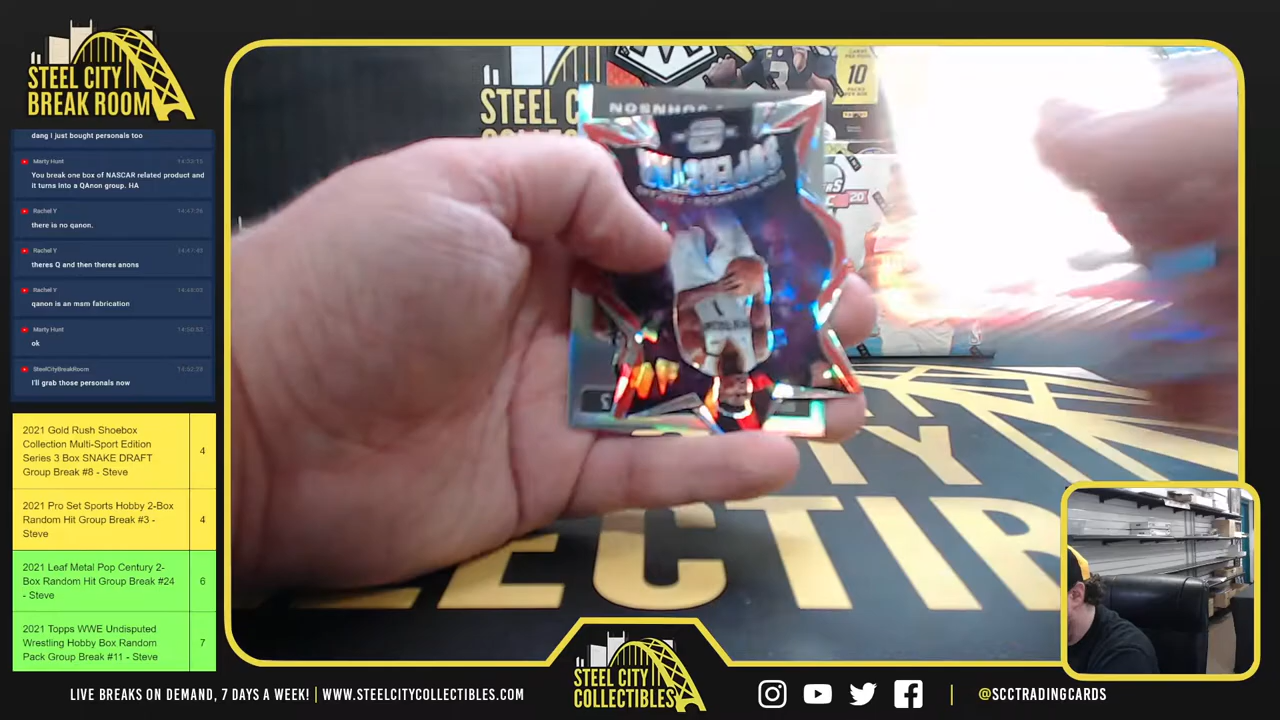 STEEL CITY
BREAK ROOM
dang i just bought personals too
Marty Hunt
You break one box of NASCAR related product and
it turns into a QAnon group. HA
Rachel Y
there is no qanon.
Rachel Y
theres Q and then theres anons
Rachel Y
qanon is an msm fabrication
Marty Hunt
ok
SteelCityBreakRoom
I'll grab those personals now
2021 Gold Rush Shoebox
Collection Multi-Sport Edition
Series 3 Box SNAKE DRAFT
Group Break #8 - Steve
4
2021 Pro Set Sports Hobby 2-Box
Random Hit Group Break #3 -
Steve
4
2021 Leaf Metal Pop Century 2-
Box Random Hit Group Break #24
- Steve
6
2021 Topps WWE Undisputed
Wrestling Hobby Box Random
Pack Group Break #11 - Steve
7
STEEL C
10
JOHNSON
STEEL CITY
COLLECTIBLES
LIVE BREAKS ON DEMAND, 7 DAYS A WEEK! | WWW.STEELCITYCOLLECTIBLES.COM
| @SCCTRADINGCARDS